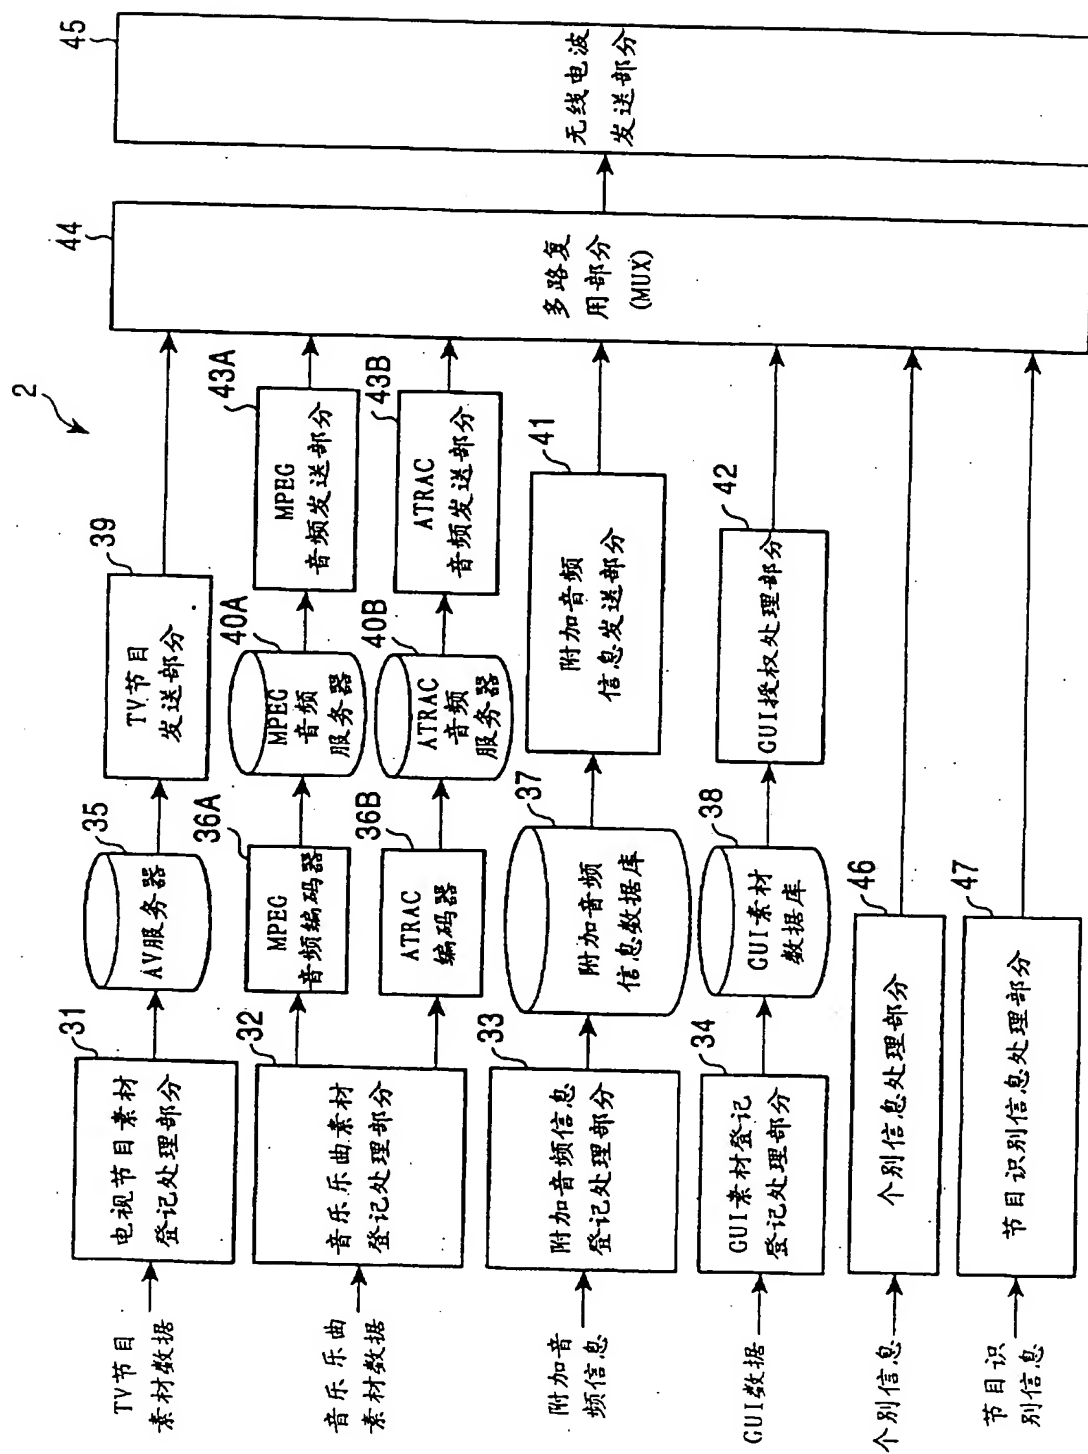 2
TV节目
素材数据
31
电视节目素材
登记处理部分
35
AV服务器
39
TV节目
发送部分
音乐乐曲
素材数据
32
音乐乐曲素材
登记处理部分
36A
MPEG
音频编码器
40A
MPEG
音频
服务器
43A
MPEG
音频发送部分
36B
ATRAC
编码器
40B
ATRAC
音频
服务器
43B
ATRAC
音频发送部分
附加音
频信息
33
附加音频信息
登记处理部分
37
附加音频
信息数据库
41
附加音频
信息发送部分
GUI数据
34
GUI素材登记
登记处理部分
38
GUI素材
数据库
42
GUI授权处理部分
个别信息
46
个别信息处理部分
节目识
别信息
47
节目识别信息处理部分
44
多路复
用部分
(MUX)
45
无线电波
发送部分